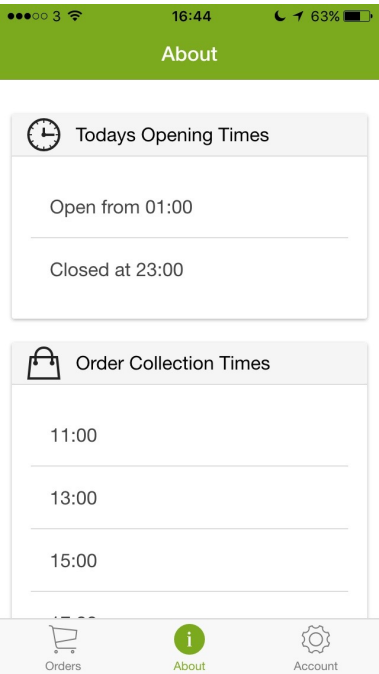 3 16:44 63%
About
Todays Opening Times
Open from 01:00
Closed at 23:00
Order Collection Times
11:00
13:00
15:00
i
Orders About Account